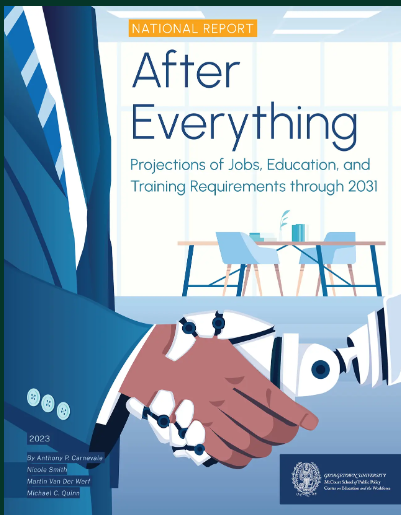 NATIONAL REPORT
After
Everything
Projections of Jobs, Education, and
Training Requirements through 2031
2023
By Anthony P. Carnevale
Nicole Smith
Martin Van Der Werf
Michael C. Quinn
GEORGETOWN UNIVERSITY
McCourt School of Public Policy
Center on Education and the Workforce